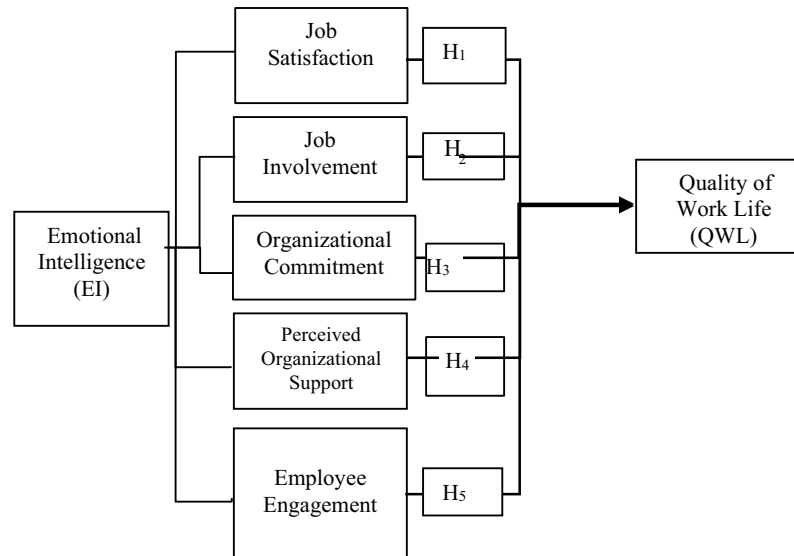 Job
Satisfaction
H₁
Job
Involvement
H₂
Quality of
Work Life
(QWL)
Emotional
Intelligence
(EI)
Organizational
Commitment
H₃
Perceived
Organizational
Support
H₄
Employee
Engagement
H₅